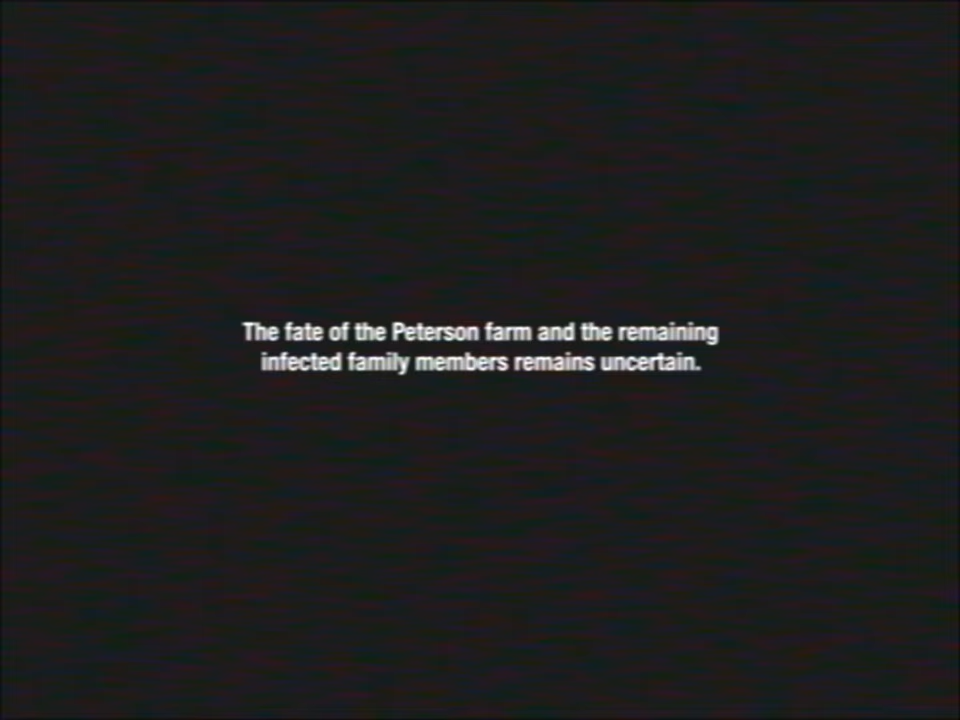 The fate of the Peterson farm and the remaining
infected family members remains uncertain.